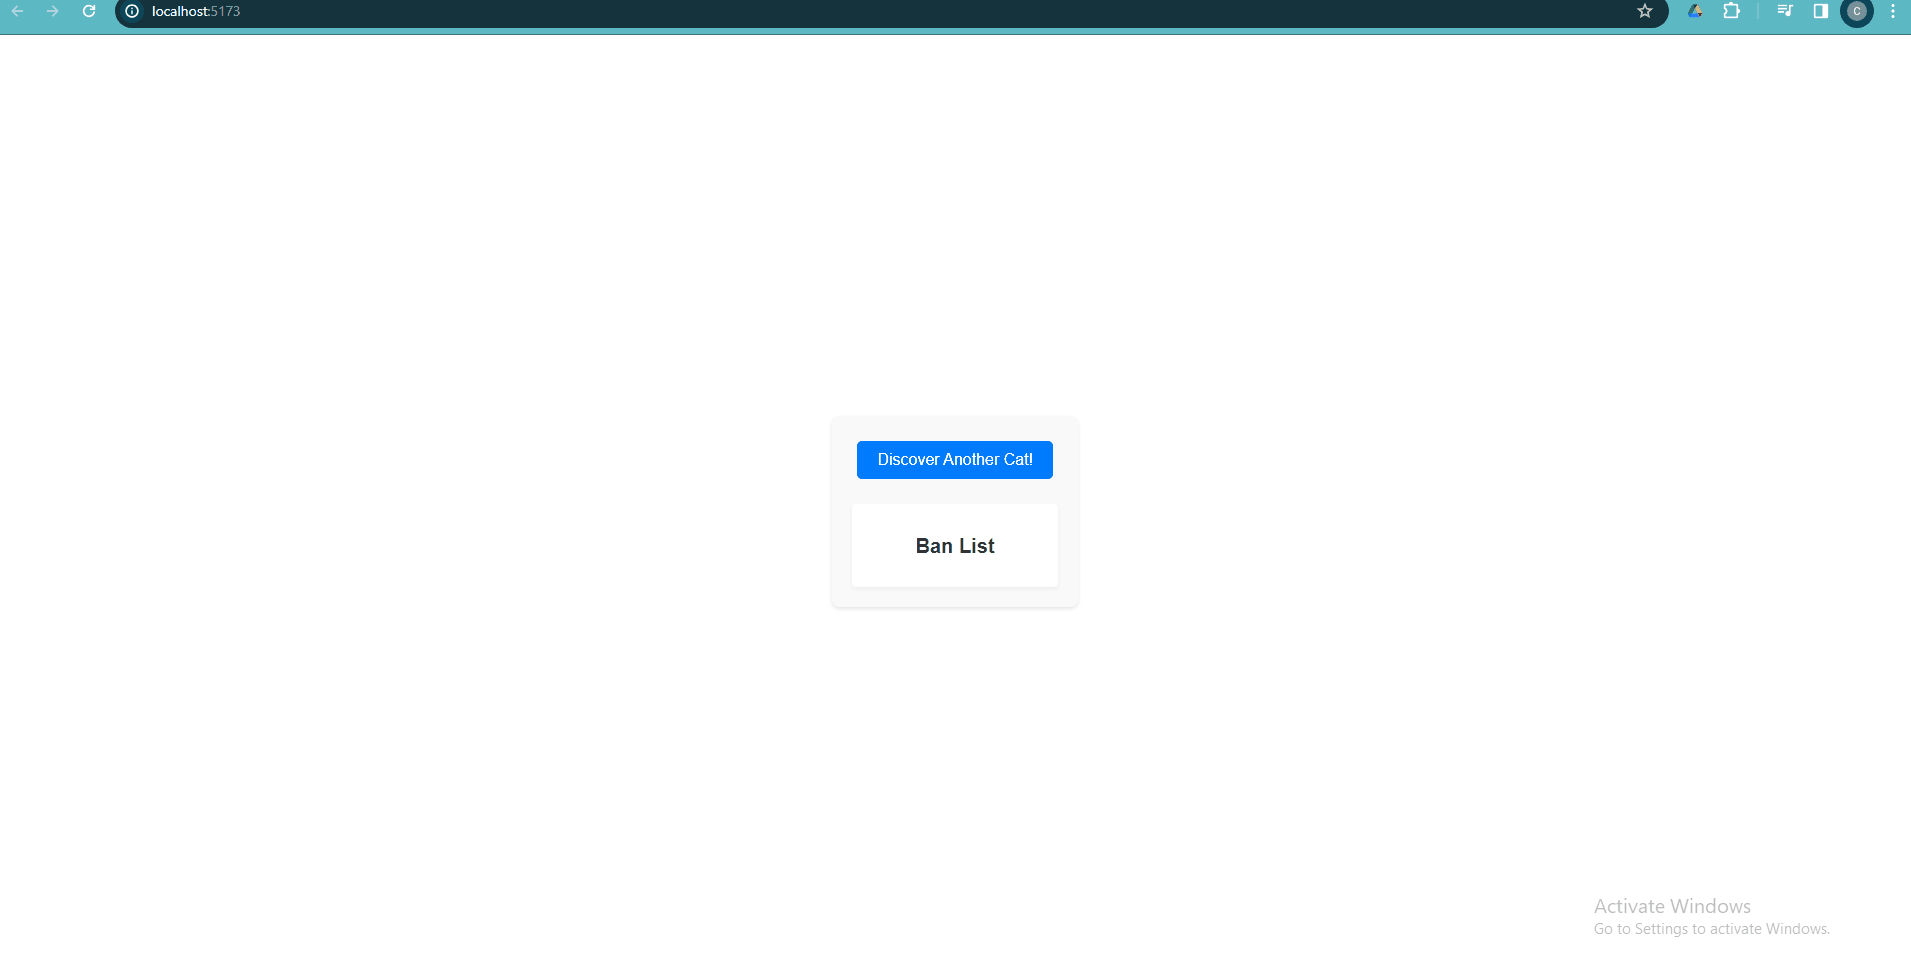 localhost:5173
C
Discover Another Cat!
Ban List
Activate Windows
Go to Settings to activate Windows.